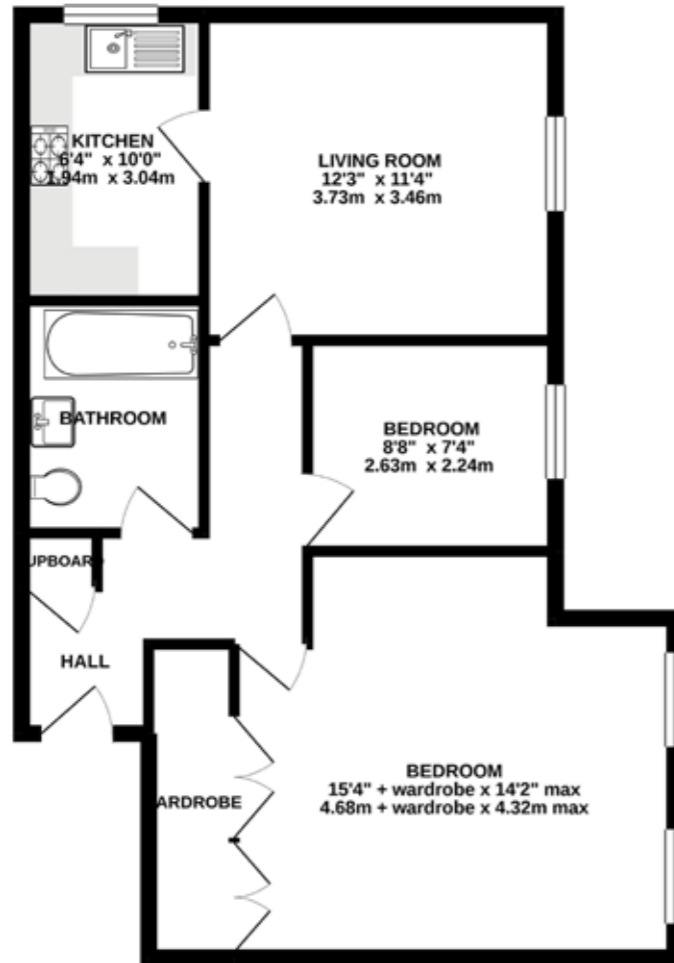 KITCHEN
6'4" x 10'0"
1.94m x 3.04m
LIVING ROOM
12'3" x 11'4"
3.73m x 3.46m
BATHROOM
BEDROOM
8'8" x 7'4"
2.63m x 2.24m
UPBOARD
HALL
ARDROBE
BEDROOM
15'4" + wardrobe x 14'2" max
4.68m + wardrobe x 4.32m max